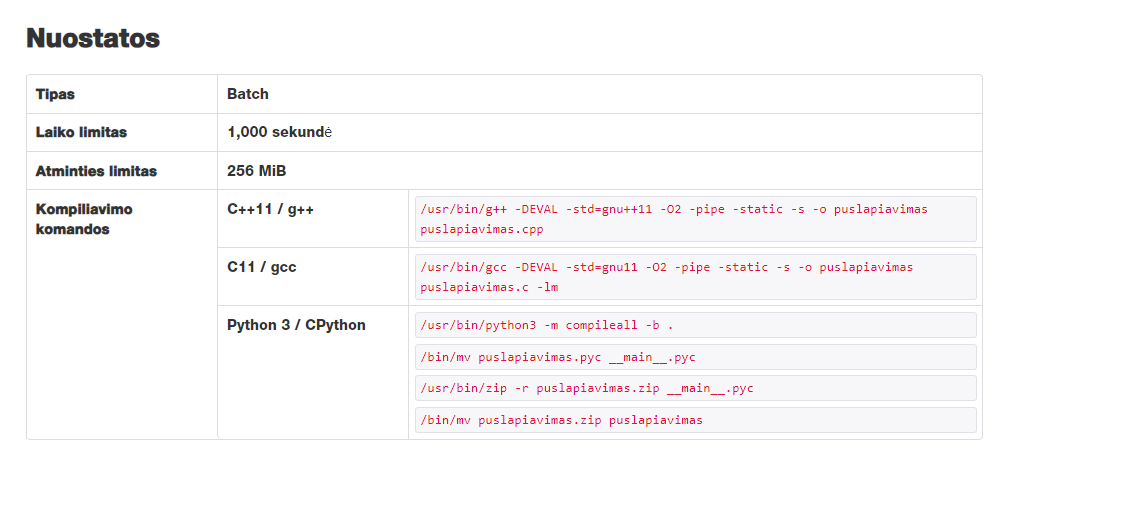 Nuostatos
Tipas
Batch
Laiko limitas
1,000 sekundė
Atminties limitas
256 MiB
Kompiliavimo
komandos
C++11 / g++
/usr/bin/g++ -DEVAL -std=gnu++11 -O2 -pipe -static -s -o puslapiavimas
puslapiavimas.cpp
C11 / gcc
/usr/bin/gcc -DEVAL -std=gnu11 -O2 -pipe -static -s -o puslapiavimas
puslapiavimas.c -lm
Python 3 / CPython
/usr/bin/python3 -m compileall -b .
/bin/mv puslapiavimas.pyc __main__.pyc
/usr/bin/zip -r puslapiavimas.zip __main__.pyc
/bin/mv puslapiavimas.zip puslapiavimas